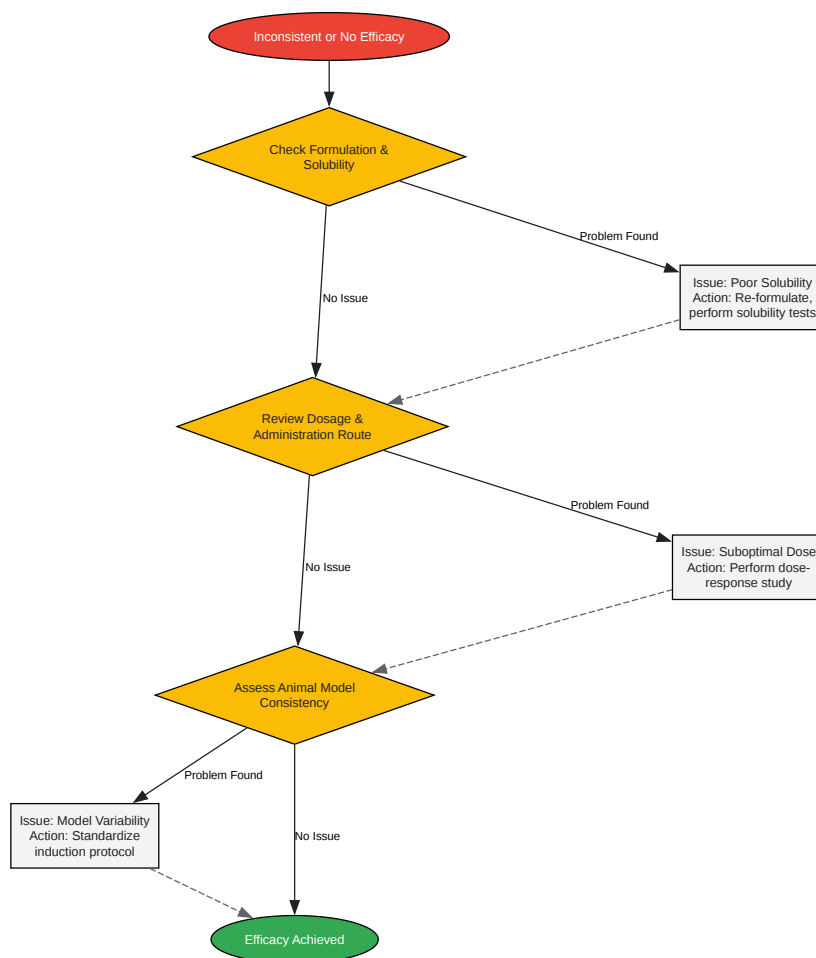 Inconsistent or No Efficacy
Check Formulation &
Solubility
Problem Found
No Issue
Issue: Poor Solubility
Action: Re-formulate,
perform solubility tests
Review Dosage &
Administration Route
Problem Found
No Issue
Issue: Suboptimal Dose
Action: Perform dose-
response study
Assess Animal Model
Consistency
Problem Found
No Issue
Issue: Model Variability
Action: Standardize
induction protocol
Efficacy Achieved